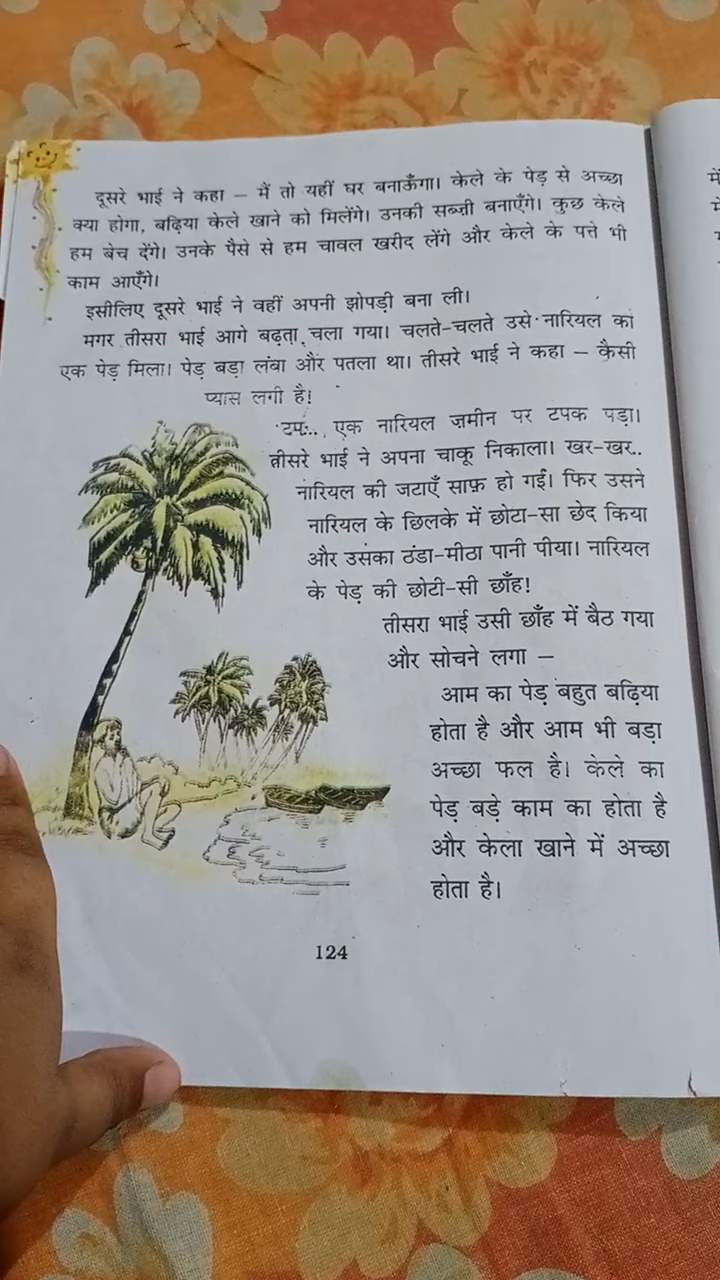 दूसरे भाई ने कहा – मैं तो यहीं घर बनाऊँगा। केले के पेड़ से अच्छा
क्या होगा, बढ़िया केले खाने को मिलेंगे। उनकी सब्ज़ी बनाएँगे। कुछ केले
हम बेच देंगे। उनके पैसे से हम चावल खरीद लेंगे और केले के पत्ते भी
काम आएँगे।
इसीलिए दूसरे भाई ने वहीं अपनी झोपड़ी बना ली।
मगर तीसरा भाई आगे बढ़ता चला गया। चलते-चलते उसे नारियल का
एक पेड़ मिला। पेड़ बड़ा लंबा और पतला था। तीसरे भाई ने कहा – कैसी
प्यास लगी है!
टप... एक नारियल ज़मीन पर टपक पड़ा।
तीसरे भाई ने अपना चाकू निकाला। खर-खर..
नारियल की जटाएँ साफ़ हो गईं। फिर उसने
नारियल के छिलके में छोटा-सा छेद किया
और उसका ठंडा-मीठा पानी पीया। नारियल
के पेड़ की छोटी-सी छाँह!
तीसरा भाई उसी छाँह में बैठ गया
और सोचने लगा –
आम का पेड़ बहुत बढ़िया
होता है और आम भी बड़ा
अच्छा फल है। केले का
पेड़ बड़े काम का होता है
और केला खाने में अच्छा
होता है।
124